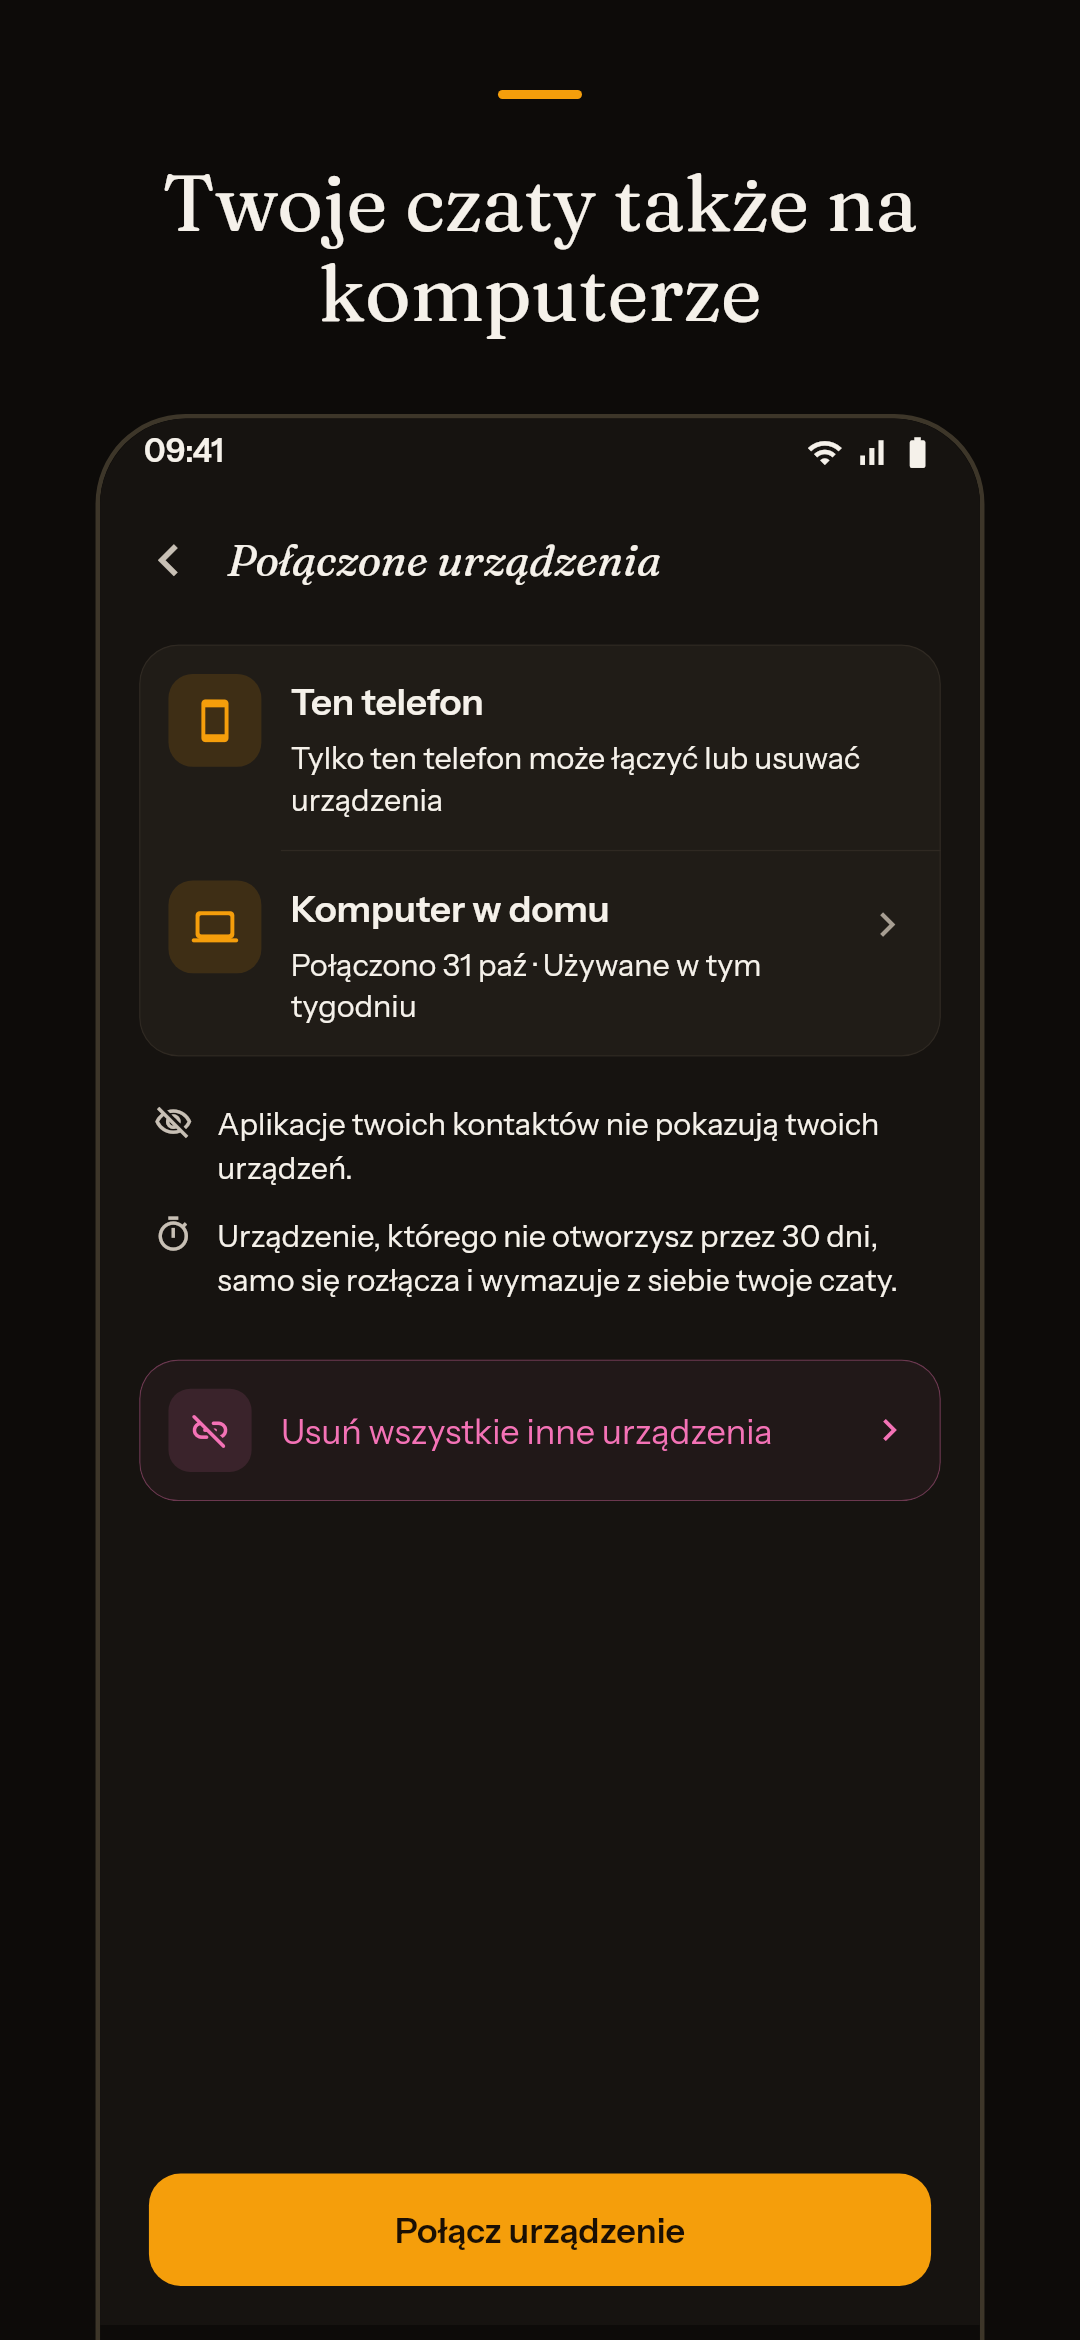 Twoje czaty także na
komputerze
09:41
Połączone urządzenia
Ten telefon
Tylko ten telefon może łączyć lub usuwać
urządzenia
Komputer w domu
Połączono 31 paź · Używane w tym
tygodniu
Aplikacje twoich kontaktów nie pokazują twoich
urządzeń.
Urządzenie, którego nie otworzysz przez 30 dni,
samo się rozłącza i wymazuje z siebie twoje czaty.
Usuń wszystkie inne urządzenia
Połącz urządzenie